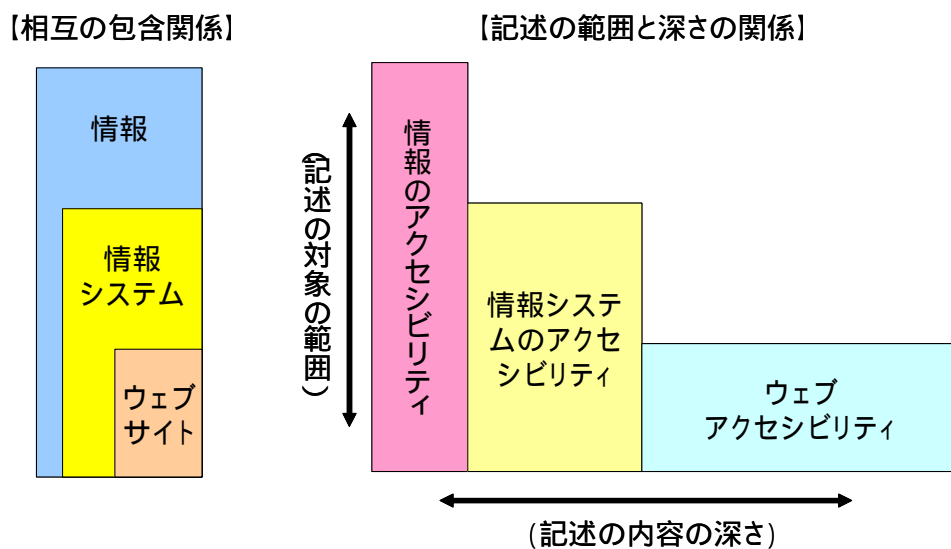 【相互の包含関係】
情報
情報
システム
ウェブ
サイト
【記述の範囲と深さの関係】
(記述の対象の範囲)
情報のアクセシビリティ
情報システ
ムのアクセ
シビリティ
ウェブ
アクセシビリティ
(記述の内容の深さ)